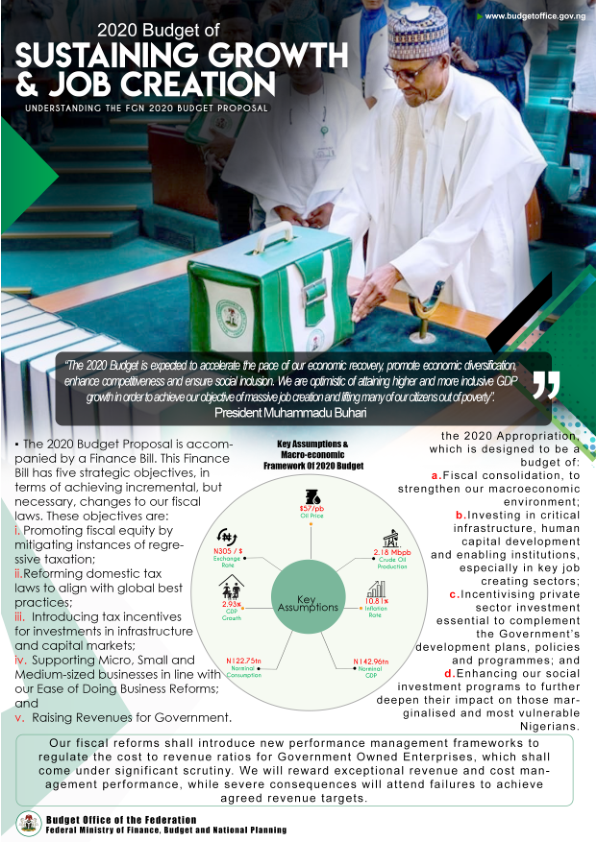 www.budgetoffice.gov.ng
2020 Budget of
SUSTAINING GROWTH
& JOB CREATION
UNDERSTANDING THE FGN 2020 BUDGET PROPOSAL
"The 2020 Budget is expected to accelerate the pace of our economic recovery, promote economic diversification,
enhance competitiveness and ensure social inclusion. We are optimistic of attaining higher and more inclusive GDP
growth in order to achieve our objective of massive job creation and lifting many of our citizens out of poverty".
President Muhammadu Buhari
• The 2020 Budget Proposal is accom-
panied by a Finance Bill. This Finance
Bill has five strategic objectives, in
terms of achieving incremental, but
necessary, changes to our fiscal
laws. These objectives are:
i. Promoting fiscal equity by
mitigating instances of regre-
ssive taxation;
ii.Reforming domestic tax
laws to align with global best
practices;
iii. Introducing tax incentives
for investments in infrastructure
and capital markets;
iv. Supporting Micro, Small and
Medium-sized businesses in line with
our Ease of Doing Business Reforms;
and
v. Raising Revenues for Government.
Key Assumptions &
Macro-economic
Framework Of 2020 Budget
$57/pb
Oil Price
N305 / $
Exchange
Rate
2.18 Mbpb
Crude Oil
Production
2.93%
GDP
Growth
Key
Assumptions
10.81%
Inflation
Rate
N122.75tn
Norminal
Consumption
N142.96trn
Norminal
GDP
the 2020 Appropriation,
which is designed to be a
budget of:
a.Fiscal consolidation, to
strengthen our macroeconomic
environment;
b.Investing in critical
infrastructure, human
capital development
and enabling institutions,
especially in key job
creating sectors;
c.Incentivising private
sector investment
essential to complement
the Government's
development plans, policies
and programmes; and
d.Enhancing our social
investment programs to further
deepen their impact on those mar-
ginalised and most vulnerable
Nigerians.
Our fiscal reforms shall introduce new performance management frameworks to
regulate the cost to revenue ratios for Government Owned Enterprises, which shall
come under significant scrutiny. We will reward exceptional revenue and cost man-
agement performance, while severe consequences will attend failures to achieve
agreed revenue targets.
Budget Office of the Federation
Federal Ministry of Finance, Budget and National Planning